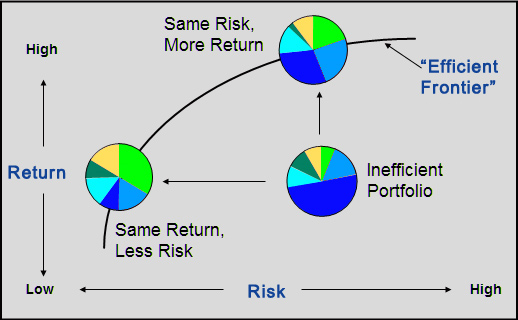 Same Risk,
More Return
High
“Efficient
Frontier”
Return
Inefficient
Portfolio
Same Return,
Less Risk
Low
Risk
High